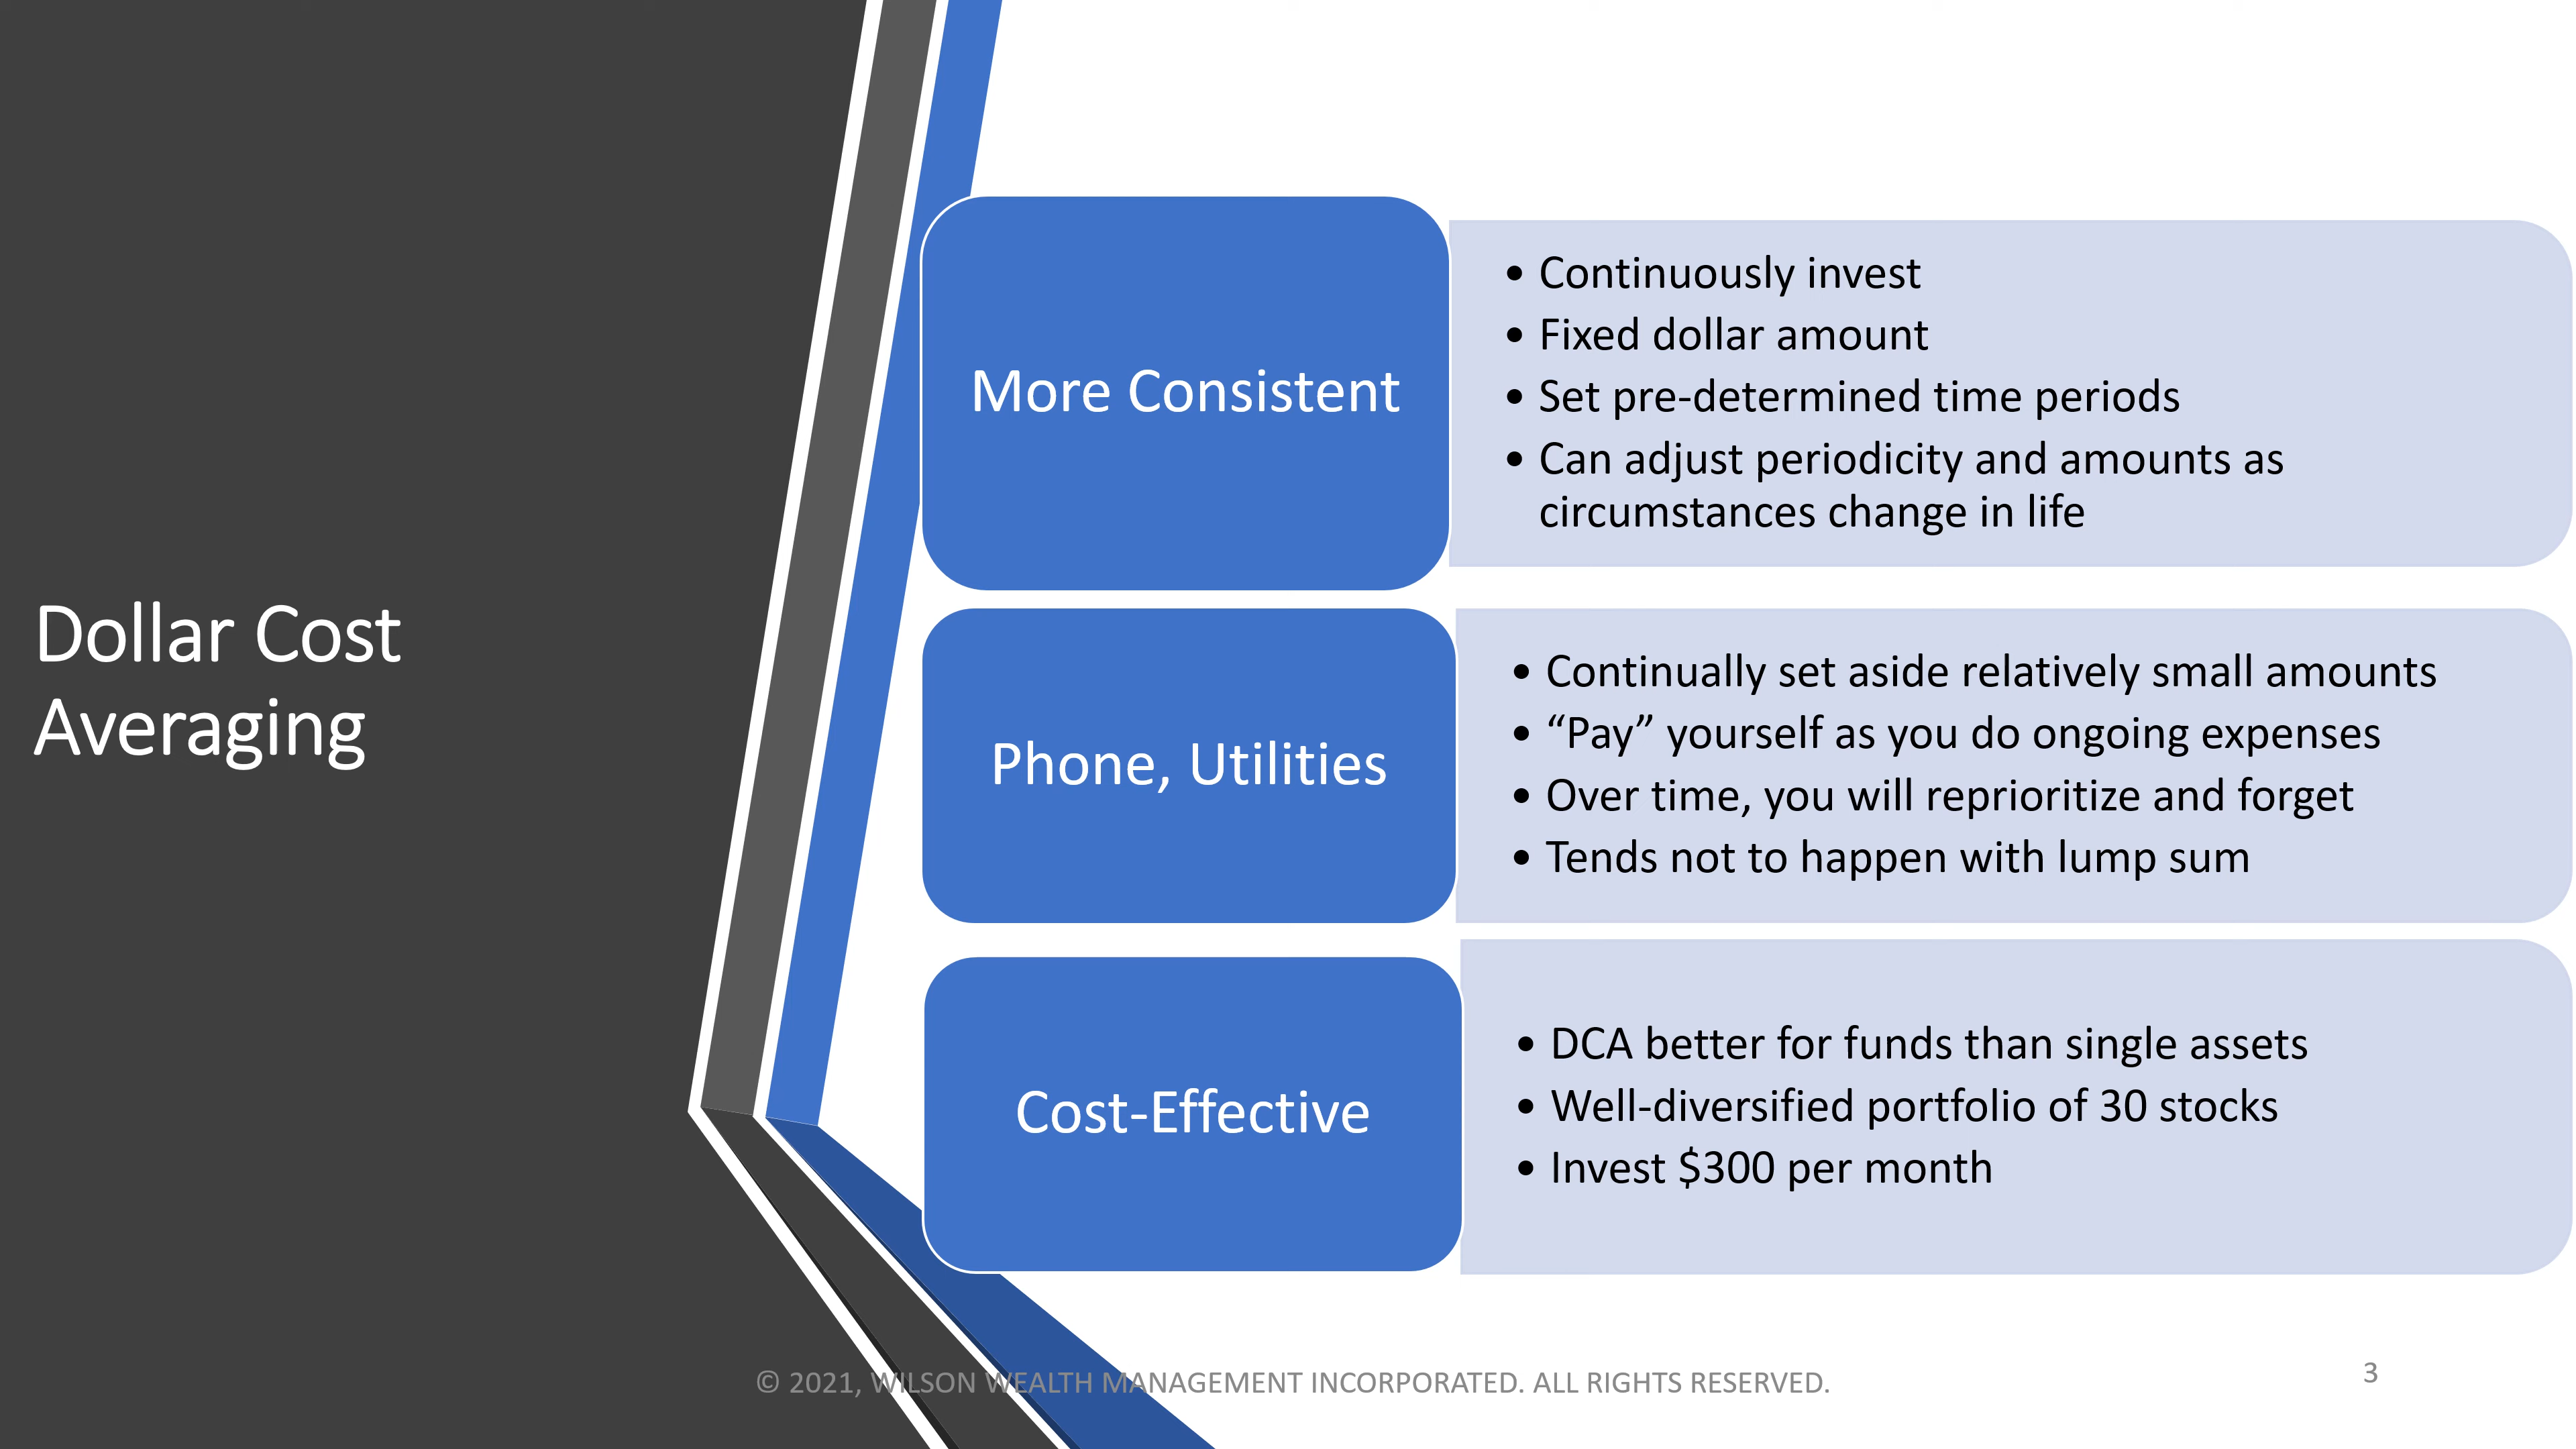 Dollar Cost
Averaging
More Consistent
• Continuously invest
• Fixed dollar amount
• Set pre-determined time periods
• Can adjust periodicity and amounts as
circumstances change in life
Phone, Utilities
• Continually set aside relatively small amounts
• “Pay” yourself as you do ongoing expenses
• Over time, you will reprioritize and forget
• Tends not to happen with lump sum
Cost-Effective
• DCA better for funds than single assets
• Well-diversified portfolio of 30 stocks
• Invest $300 per month
© 2021, WILSON WEALTH MANAGEMENT INCORPORATED. ALL RIGHTS RESERVED.
3